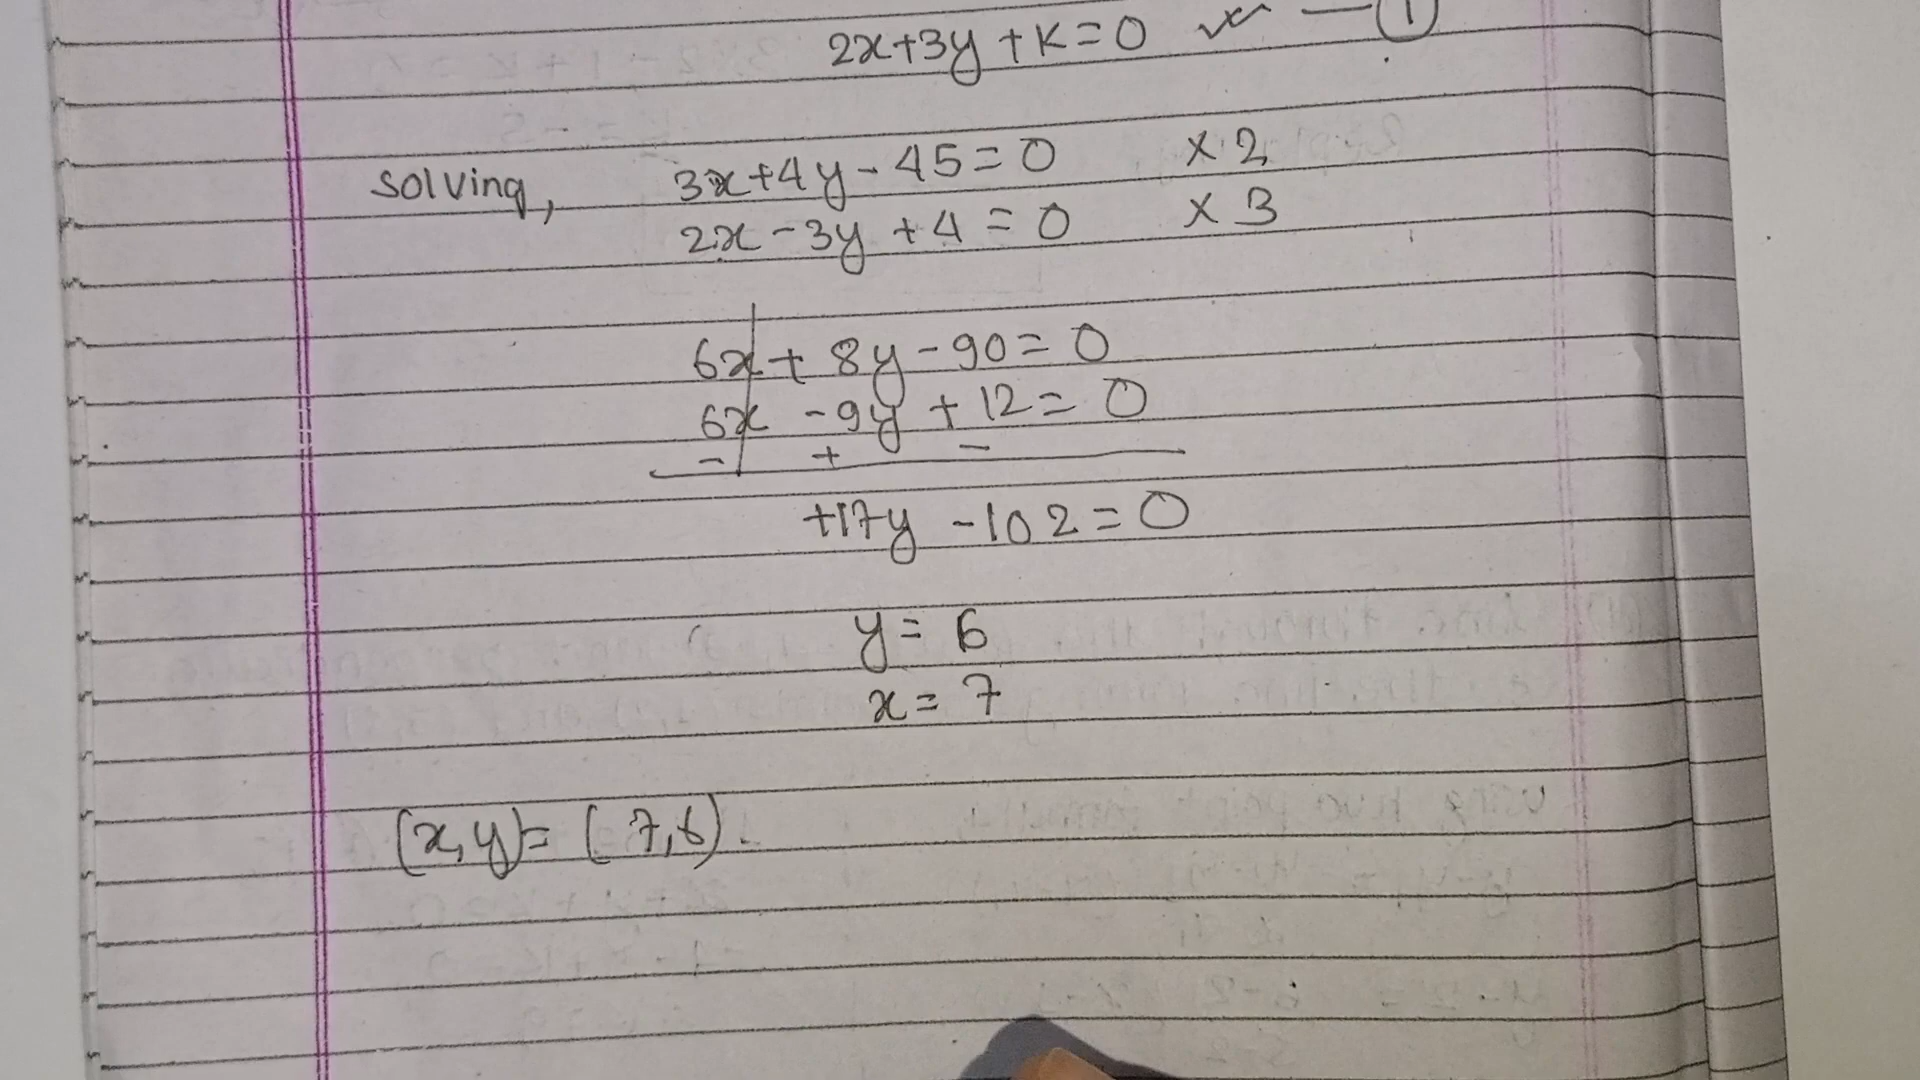 2x+3y+K=0 — 1
solving, 3x+4y-45=0 ×2
2x-3y+4=0 ×3
6x+8y-90=0
6x-9y+12=0
- + -
+17y-102=0
y=6
x=7
(x,y)=(7,6).